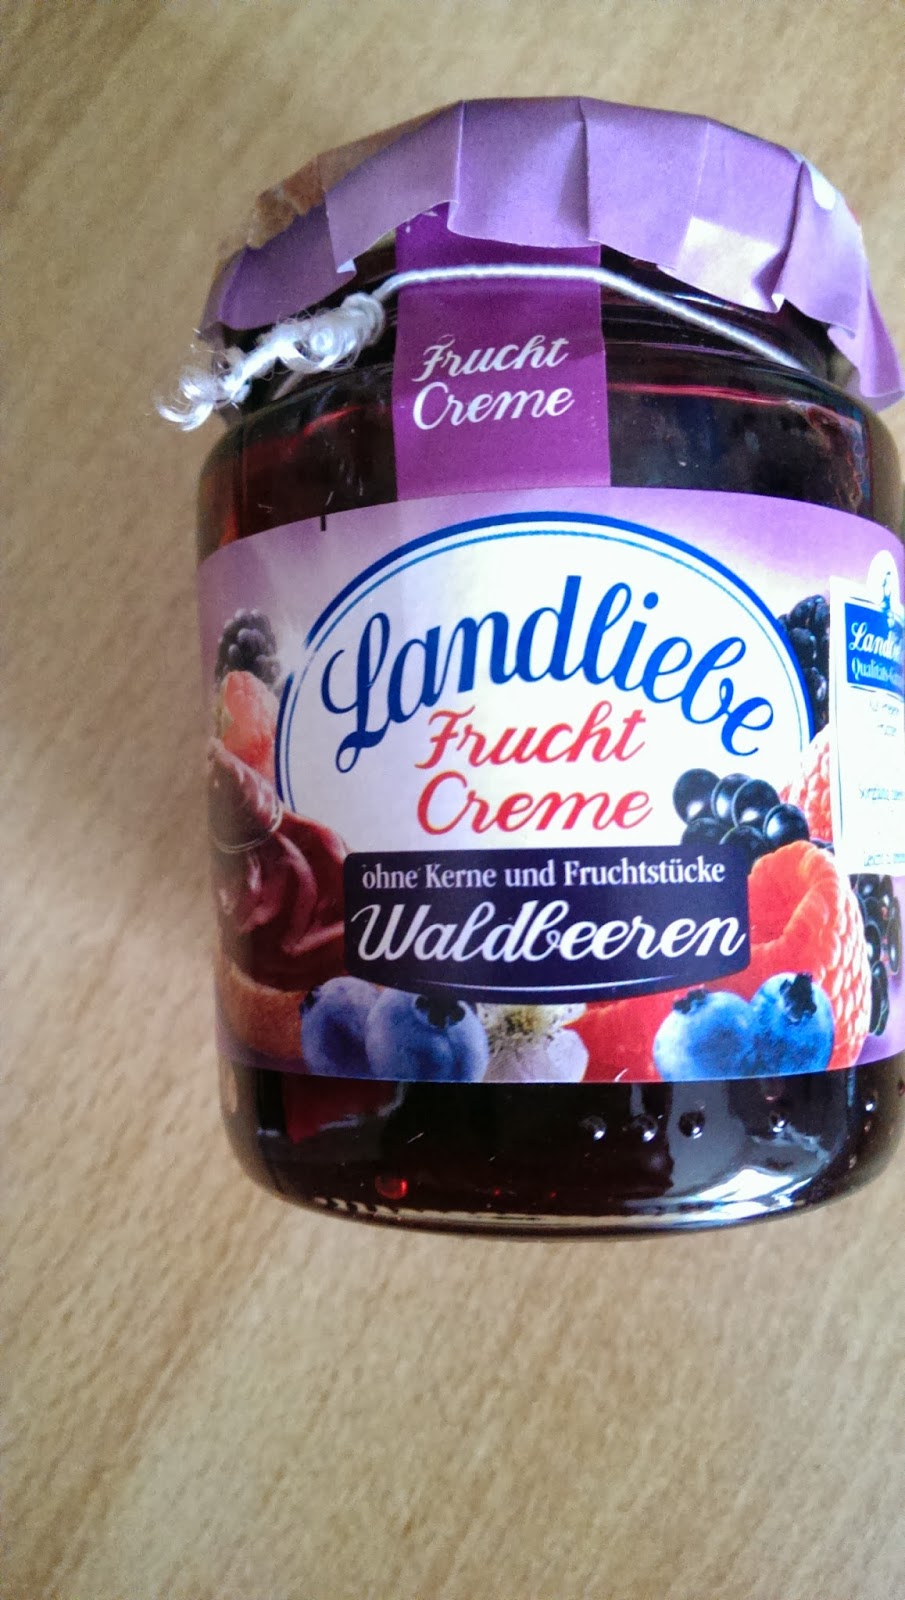 Frucht
Creme
Landliebe
Frucht
Creme
ohne Kerne und Fruchtstücke
Waldbeeren